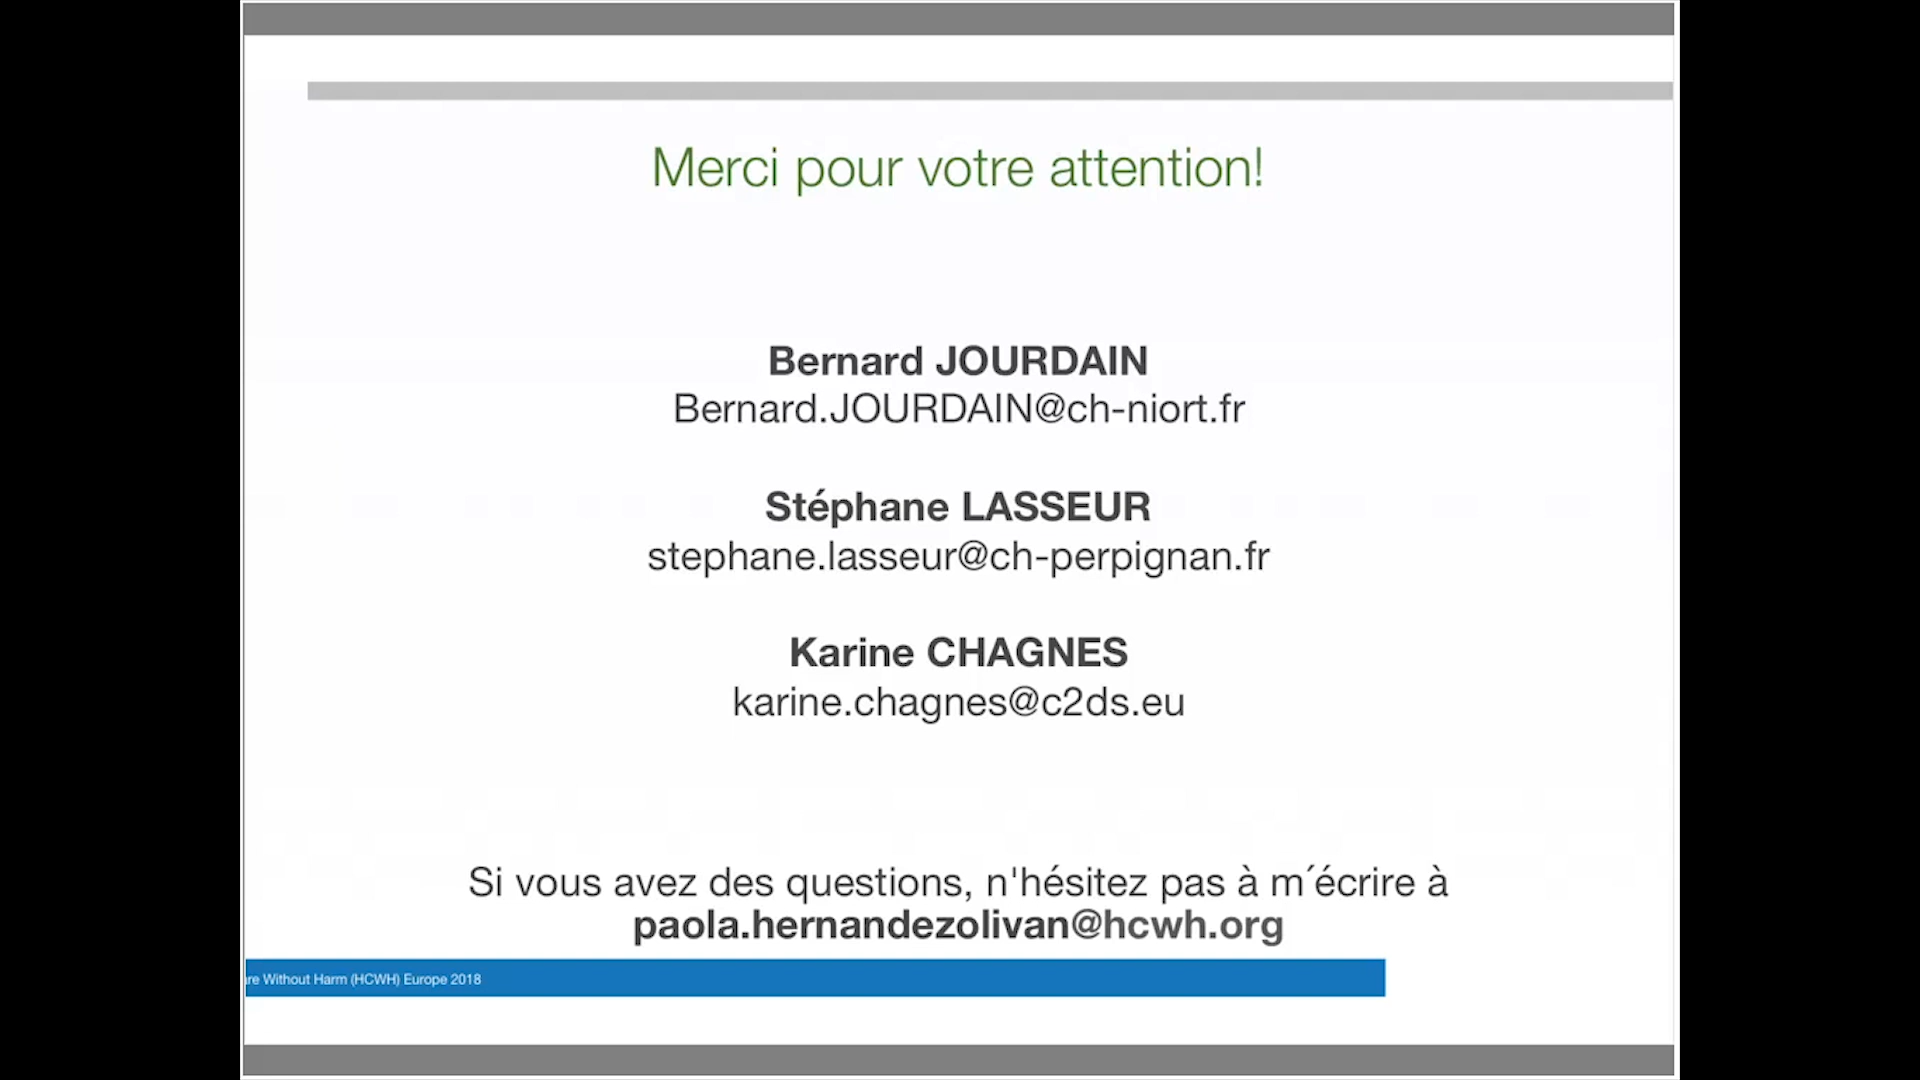 Merci pour votre attention!
Bernard JOURDAIN
Bernard.JOURDAIN@ch-niort.fr
Stéphane LASSEUR
stephane.lasseur@ch-perpignan.fr
Karine CHAGNES
karine.chagnes@c2ds.eu
Si vous avez des questions, n'hésitez pas à m´écrire à
paola.hernandezolivan@hcwh.org
re Without Harm (HCWH) Europe 2018